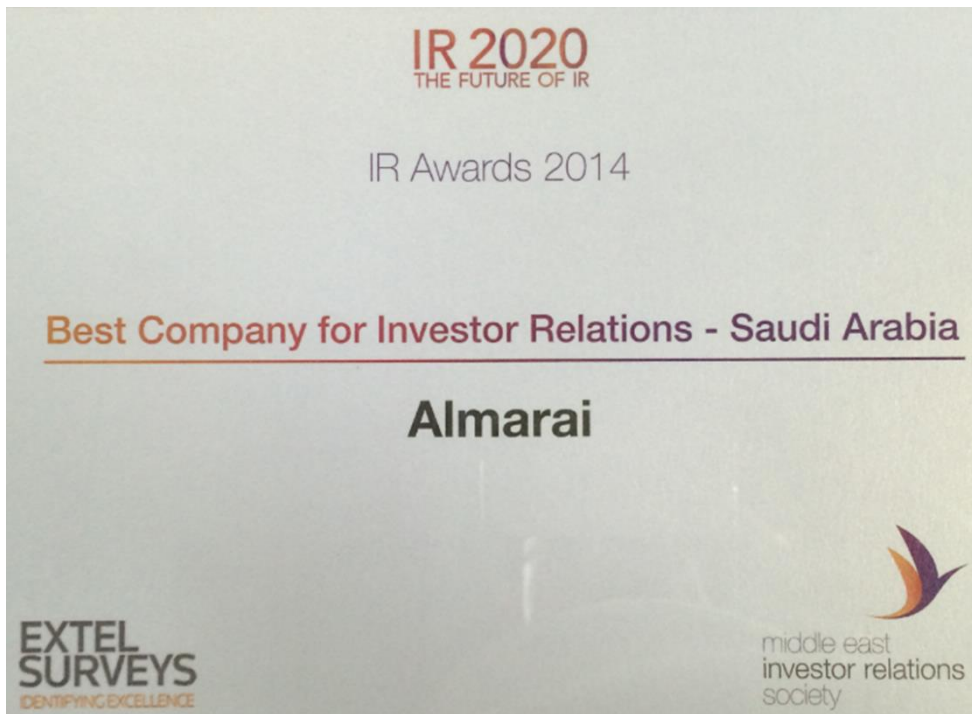 IR 2020
THE FUTURE OF IR
IR Awards 2014
Best Company for Investor Relations - Saudi Arabia
Almarai
EXTEL
SURVEYS
IDENTIFYING EXCELLENCE
middle east
investor relations
society